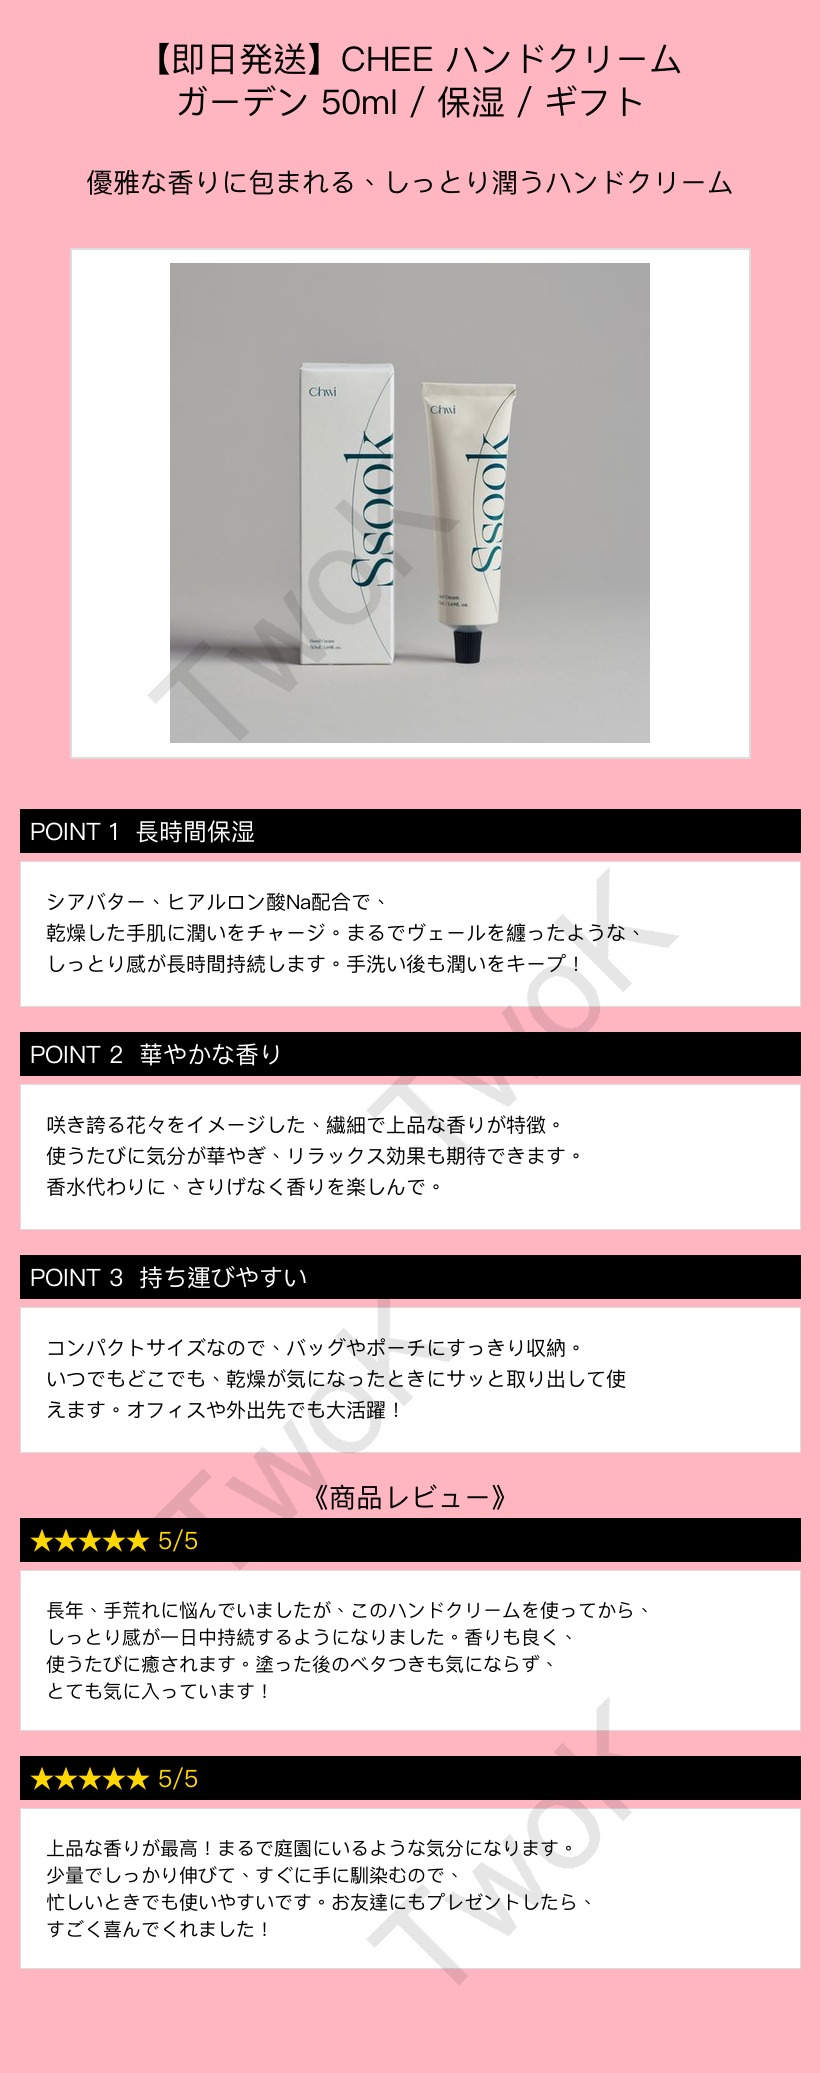 【即日発送】CHEE ハンドクリーム
ガーデン 50ml / 保湿 / ギフト
優雅な香りに包まれる、しっとり潤うハンドクリーム
Chwi
Ssook
Hand Cream
Chwi
Ssook
TwoK
POINT 1 長時間保湿
シアバター、ヒアルロン酸Na配合で、
乾燥した手肌に潤いをチャージ。まるでヴェールを纏ったような、
しっとり感が長時間持続します。手洗い後も潤いをキープ！
TwoK
POINT 2 華やかな香り
咲き誇る花々をイメージした、繊細で上品な香りが特徴。
使うたびに気分が華やぎ、リラックス効果も期待できます。
香水代わりに、さりげなく香りを楽しんで。
POINT 3 持ち運びやすい
コンパクトサイズなので、バッグやポーチにすっきり収納。
いつでもどこでも、乾燥が気になったときにサッと取り出して使
えます。オフィスや外出先でも大活躍！
TwoK
《商品レビュー》
★★★★★ 5/5
長年、手荒れに悩んでいましたが、このハンドクリームを使ってから、
しっとり感が一日中持続するようになりました。香りも良く、
使うたびに癒されます。塗った後のベタつきも気にならず、
とても気に入っています！
★★★★★ 5/5
上品な香りが最高！まるで庭園にいるような気分になります。
少量でしっかり伸びて、すぐに手に馴染むので、
忙しいときでも使いやすいです。お友達にもプレゼントしたら、
すごく喜んでくれました！
TwoK